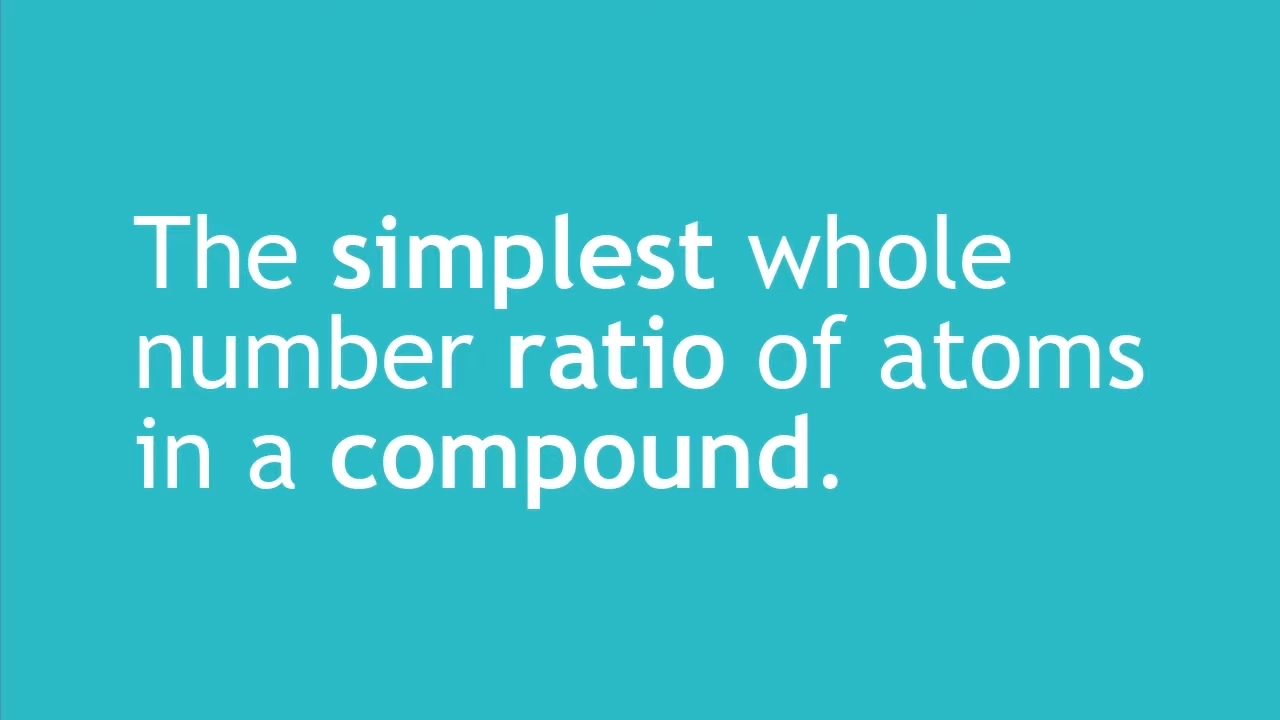 The simplest whole
number ratio of atoms
in a compound.